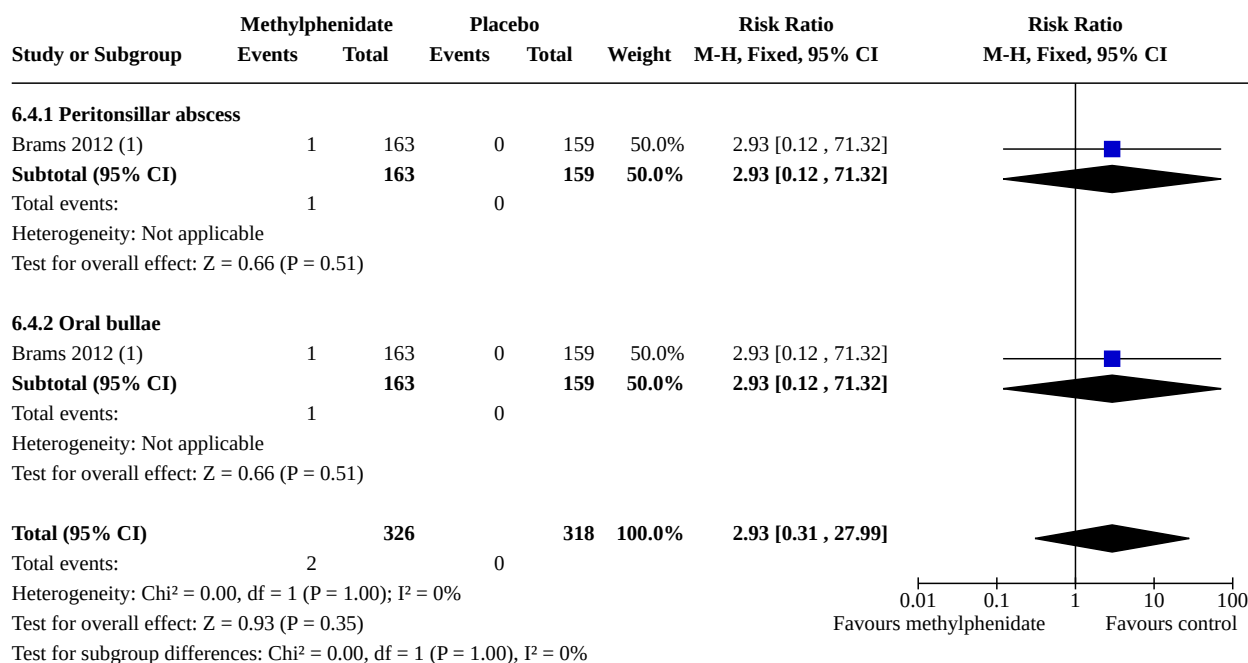 Methylphenidate Placebo Risk Ratio Risk Ratio
Study or Subgroup Events Total Events Total Weight M-H, Fixed, 95% CI M-H, Fixed, 95% CI
6.4.1 Peritonsillar abscess
Brams 2012 (1) 1 163 0 159 50.0% 2.93 [0.12 , 71.32]
Subtotal (95% CI) 163 159 50.0% 2.93 [0.12 , 71.32]
Total events: 1 0
Heterogeneity: Not applicable
Test for overall effect: Z = 0.66 (P = 0.51)
6.4.2 Oral bullae
Brams 2012 (1) 1 163 0 159 50.0% 2.93 [0.12 , 71.32]
Subtotal (95% CI) 163 159 50.0% 2.93 [0.12 , 71.32]
Total events: 1 0
Heterogeneity: Not applicable
Test for overall effect: Z = 0.66 (P = 0.51)
Total (95% CI) 326 318 100.0% 2.93 [0.31 , 27.99]
Total events: 2 0
Heterogeneity: Chi² = 0.00, df = 1 (P = 1.00); I² = 0%
0.01 0.1 1 10 100
Test for overall effect: Z = 0.93 (P = 0.35)
Favours methylphenidate Favours control
Test for subgroup differences: Chi² = 0.00, df = 1 (P = 1.00), I² = 0%